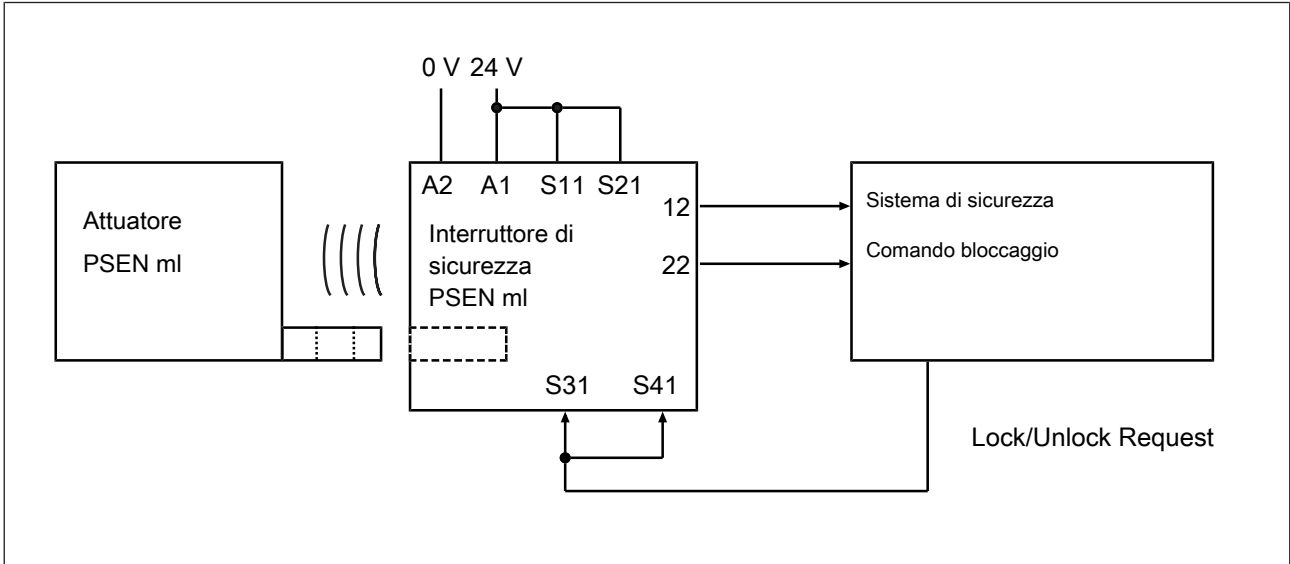 0 V 24 V
A2 A1 S11 S21
12
22
Attuatore
PSEN ml
Interruttore di
sicurezza
PSEN ml
S31 S41
Sistema di sicurezza
Comando bloccaggio
Lock/Unlock Request